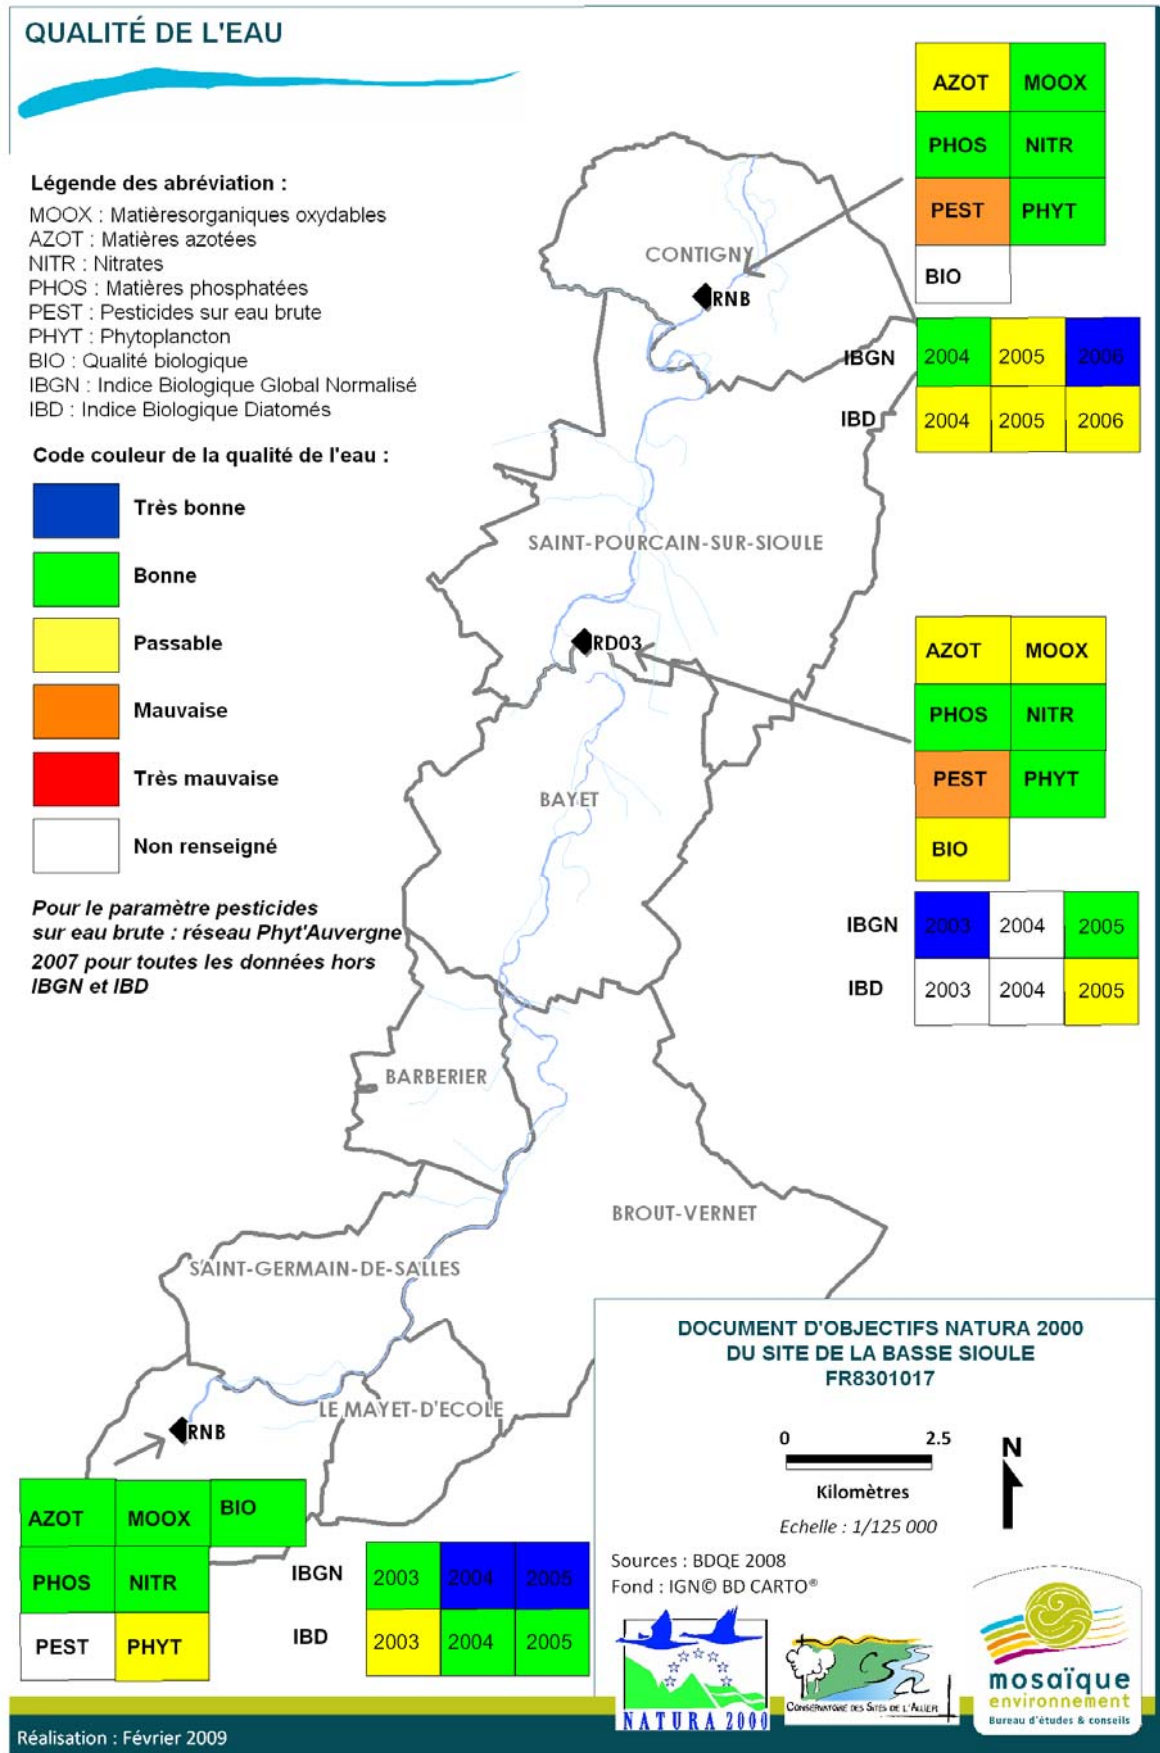 QUALITÉ DE L'EAU
Légende des abréviation :
MOOX : Matièresorganiques oxydables
AZOT : Matières azotées
NITR : Nitrates
PHOS : Matières phosphatées
PEST : Pesticides sur eau brute
PHYT : Phytoplancton
BIO : Qualité biologique
IBGN : Indice Biologique Global Normalisé
IBD : Indice Biologique Diatomés
Code couleur de la qualité de l'eau :
Très bonne
Bonne
Passable
Mauvaise
Très mauvaise
Non renseigné
Pour le paramètre pesticides
sur eau brute : réseau Phyt'Auvergne
2007 pour toutes les données hors
IBGN et IBD
AZOT MOOX
PHOS NITR
PEST PHYT
BIO
IBGN 2004 2005 2006
IBD 2004 2005 2006
CONTIGNY
RNB
SAINT-POURCAIN-SUR-SIOULE
RD03
AZOT MOOX
PHOS NITR
PEST PHYT
BIO
IBGN 2003 2004 2005
IBD 2003 2004 2005
BAYET
BARBERIER
BROUT-VERNET
SAINT-GERMAIN-DE-SALLES
LE MAYET-D'ECOLE
RNB
AZOT MOOX BIO
PHOS NITR
PEST PHYT
IBGN 2003 2004 2005
IBD 2003 2004 2005
DOCUMENT D'OBJECTIFS NATURA 2000
DU SITE DE LA BASSE SIOULE
FR8301017
0 2.5
Kilomètres
Echelle : 1/125 000
N
Sources : BDQE 2008
Fond : IGN© BD CARTO®
NATURA 2000
CSA
CONSERVATOIRE DES SITES DE L'ALLIER
mosaïque
environnement
Bureau d'études & conseils
Réalisation : Février 2009